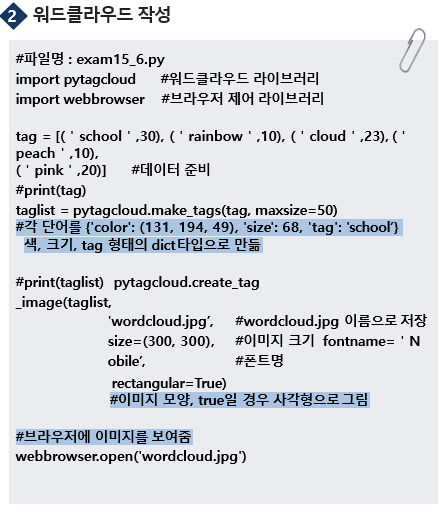 2 워드클라우드 작성
#파일명 : exam15_6.py
import pytagcloud #워드클라우드 라이브러리
import webbrowser #브라우저 제어 라이브러리
tag = [( ' school ' ,30), ( ' rainbow ' ,10), ( ' cloud ' ,23), ( '
peach ' ,10),
( ' pink ' ,20)] #데이터 준비
#print(tag)
taglist = pytagcloud.make_tags(tag, maxsize=50)
#각 단어를 {'color': (131, 194, 49), 'size': 68, 'tag': 'school’}
색, 크기, tag 형태의 dict타입으로 만듦
#print(taglist) pytagcloud.create_tag
_image(taglist,
'wordcloud.jpg’, #wordcloud.jpg 이름으로 저장
size=(300, 300), #이미지 크기 fontname= ' N
obile’, #폰트명
rectangular=True)
#이미지 모양, true일 경우 사각형으로 그림
#브라우저에 이미지를 보여줌
webbrowser.open('wordcloud.jpg')